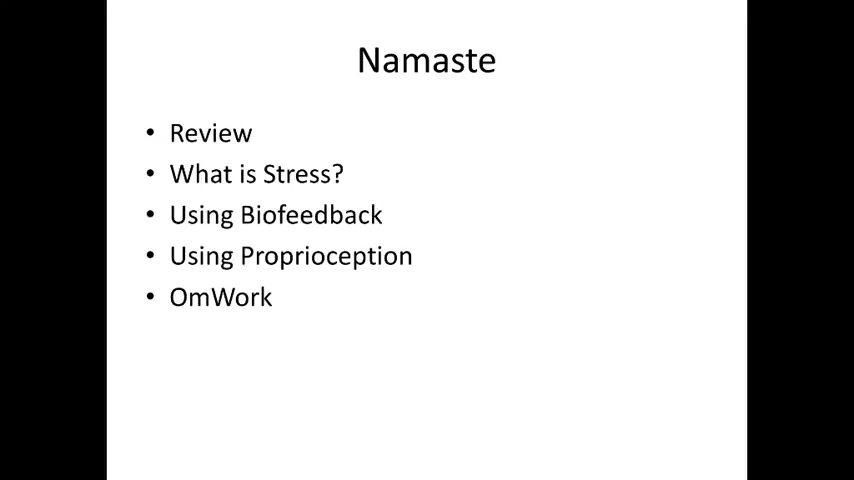 Namaste
• Review
• What is Stress?
• Using Biofeedback
• Using Proprioception
• OmWork